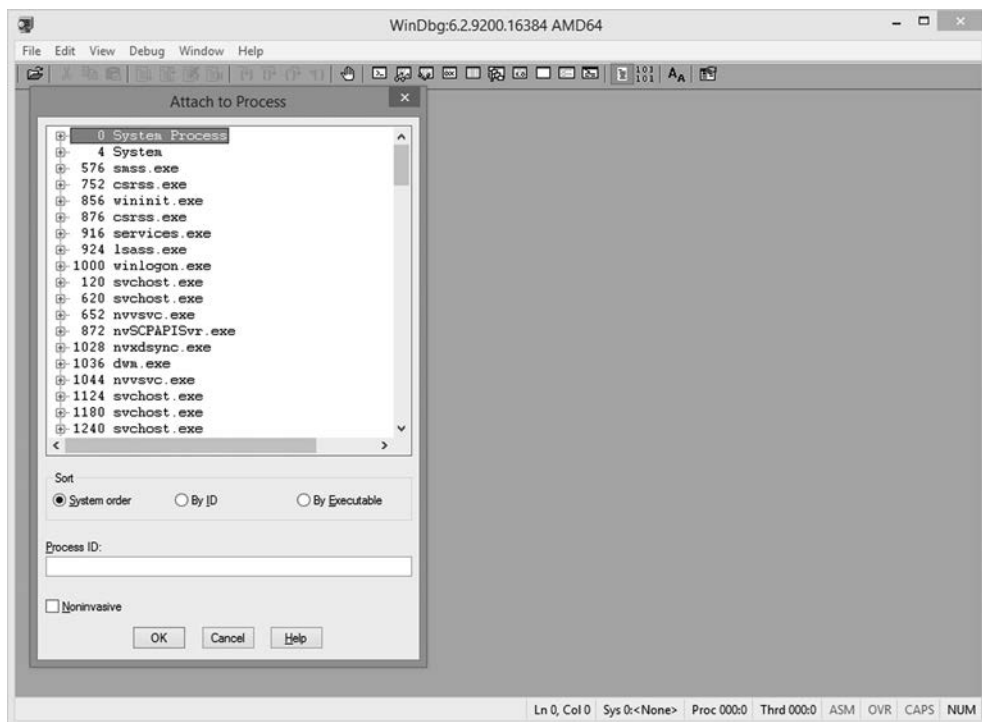 WinDbg:6.2.9200.16384 AMD64
File Edit View Debug Window Help
Attach to Process
0 System Process
4 System
576 smss.exe
752 csrss.exe
856 wininit.exe
876 csrss.exe
916 services.exe
924 lsass.exe
1000 winlogon.exe
120 svchost.exe
620 svchost.exe
652 nvvsvc.exe
872 nvSCPAPISvr.exe
1028 nvxdsync.exe
1036 dwm.exe
1044 nvvsvc.exe
1124 svchost.exe
1180 svchost.exe
1240 svchost.exe
Sort
System order By ID By Executable
Process ID:
Noninvasive
OK Cancel Help
Ln 0, Col 0 Sys 0:<None> Proc 000:0 Thrd 000:0 ASM OVR CAPS NUM